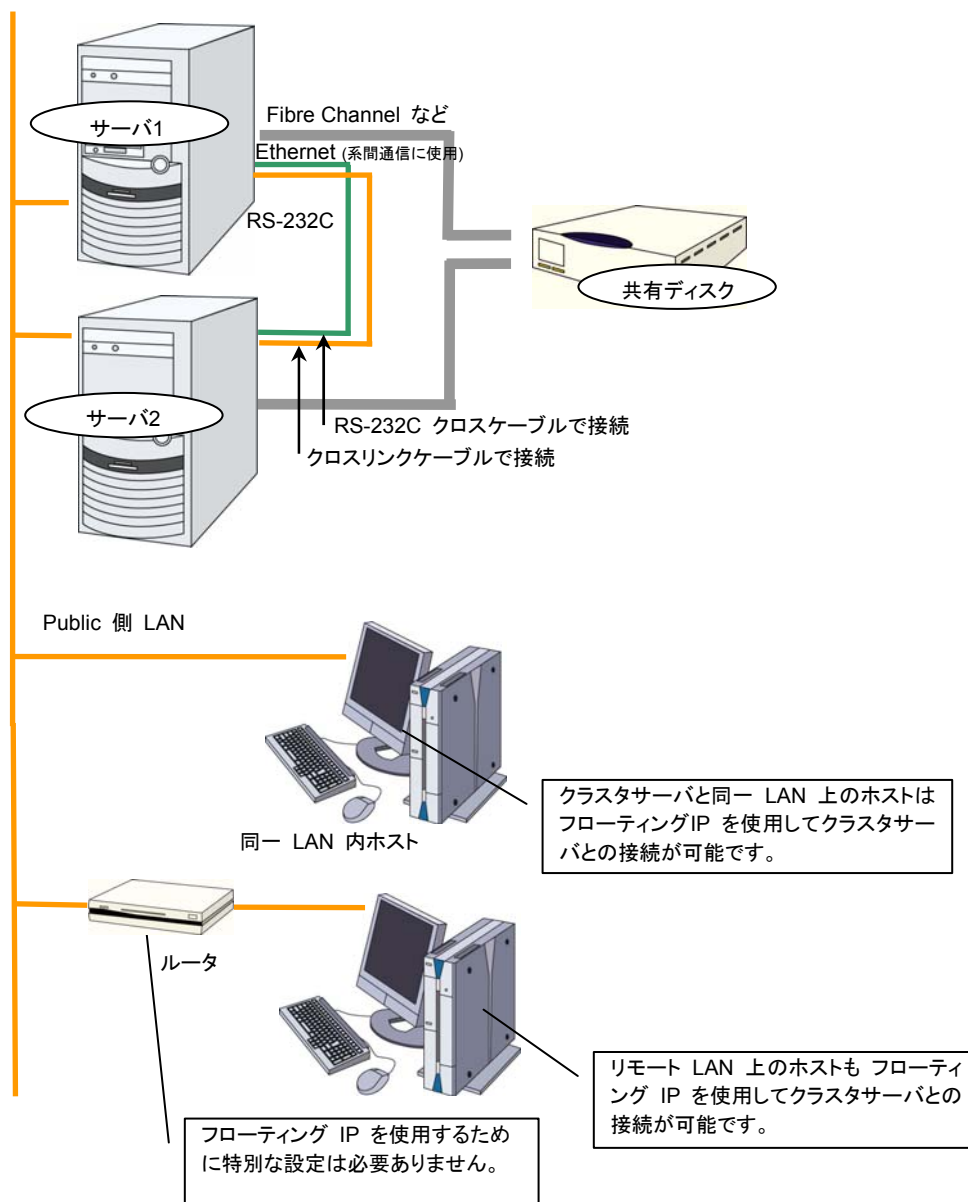 サーバ1
Fibre Channel など
Ethernet (系間通信に使用)
RS-232C
共有ディスク
サーバ2
RS-232C クロスケーブルで接続
クロスリンクケーブルで接続
Public 側 LAN
同一 LAN 内ホスト
クラスタサーバと同一 LAN 上のホストは
フローティングIP を使用してクラスタサー
バとの接続が可能です。
ルータ
リモート LAN 上のホストも フローティ
ング IP を使用してクラスタサーバとの
接続が可能です。
フローティング IP を使用するため
に特別な設定は必要ありません。